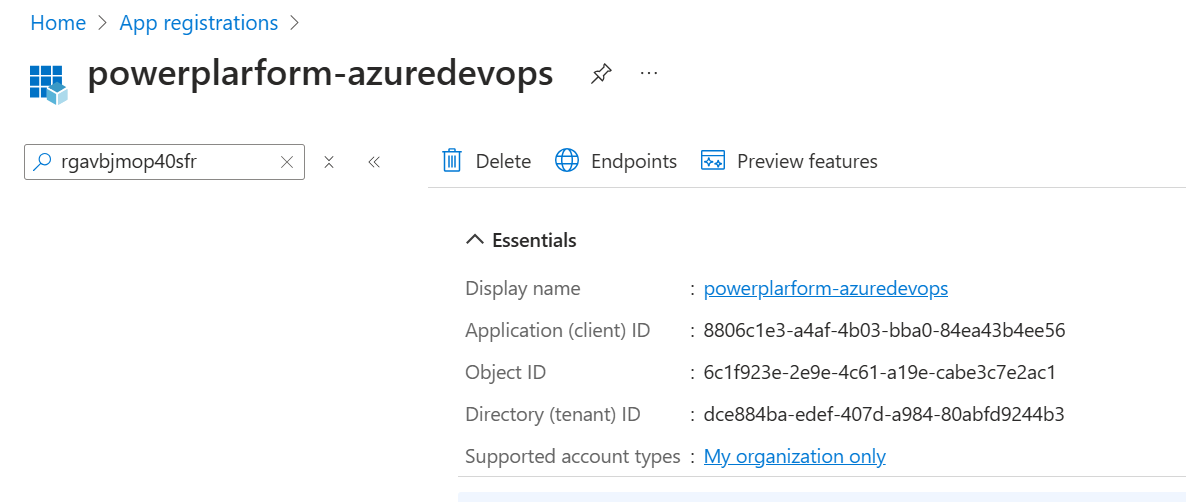 Home > App registrations >
powerplarform-azuredevops
rgavbjmop40sfr
Delete
Endpoints
Preview features
Essentials
Display name : powerplarform-azuredevops
Application (client) ID : 8806c1e3-a4af-4b03-bba0-84ea43b4ee56
Object ID : 6c1f923e-2e9e-4c61-a19e-cabe3c7e2ac1
Directory (tenant) ID : dce884ba-edef-407d-a984-80abfd9244b3
Supported account types : My organization only